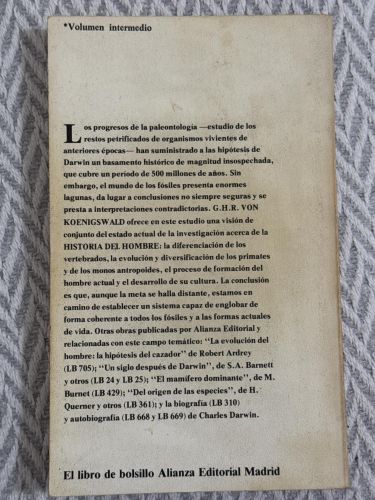 *Volumen intermedio
Los progresos de la paleontología —estudio de los
restos petrificados de organismos vivientes de
anteriores épocas— han suministrado a las hipótesis de
Darwin un basamento histórico de magnitud insospechada,
que cubre un período de 500 millones de años. Sin
embargo, el mundo de los fósiles presenta enormes
lagunas, da lugar a conclusiones no siempre seguras y se
presta a interpretaciones contradictorias. G.H.R. VON
KOENIGSWALD ofrece en este estudio una visión de
conjunto del estado actual de la investigación acerca de la
HISTORIA DEL HOMBRE: la diferenciación de los
vertebrados, la evolución y diversificación de los primates
y de los monos antropoides, el proceso de formación del
hombre actual y el desarrollo de su cultura. La conclusión
es que, aunque la meta se halla distante, estamos en
camino de establecer un sistema capaz de englobar de
forma coherente a todos los fósiles y a las formas actuales
de vida. Otras obras publicadas por Alianza Editorial y
relacionadas con este campo temático: "La evolución del
hombre: la hipótesis del cazador" de Robert Ardrey
(LB 705); "Un siglo después de Darwin", de S.A. Barnett
y otros (LB 24 y LB 25); "El mamífero dominante", de M.
Burnet (LB 429); "Del origen de las especies", de H.
Querner y otros (LB 361); y la biografía (LB 310)
y autobiografía (LB 668 y LB 669) de Charles Darwin.
El libro de bolsillo Alianza Editorial Madrid